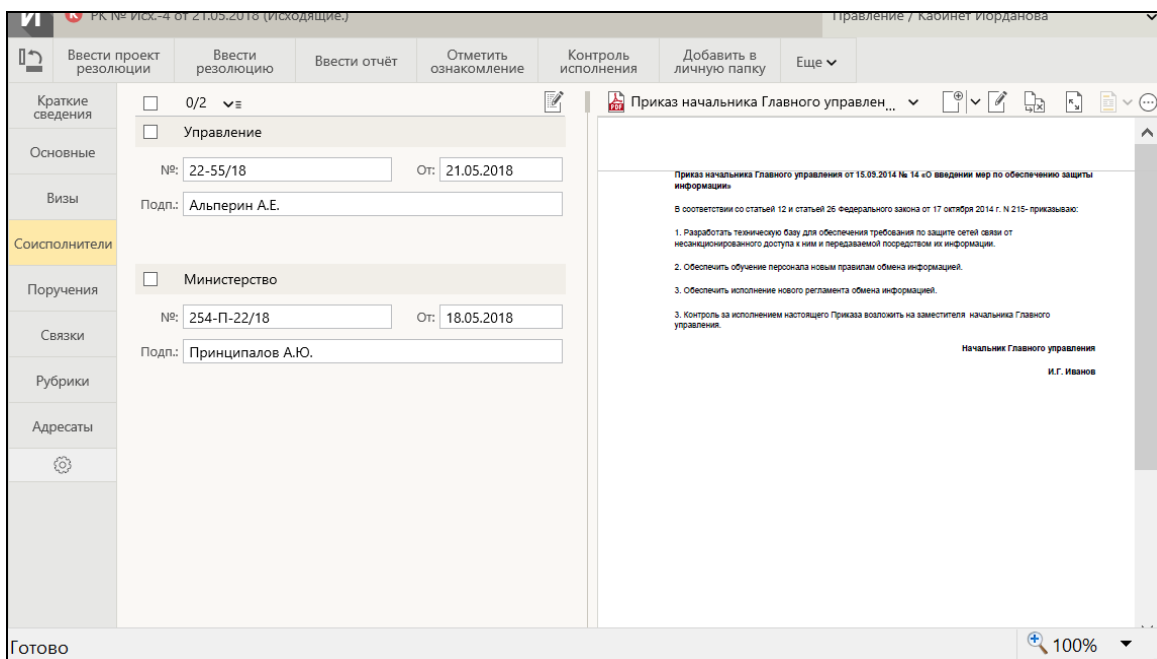 И
К РК № Исх.-4 от 21.05.2018 (Исходящие.)
Правление / Кабинет Иорданова
Ввести проект
резолюции
Ввести
резолюцию
Ввести отчёт
Отметить
ознакомление
Контроль
исполнения
Добавить в
личную папку
Еще
Краткие
сведения
Основные
Визы
Соисполнители
Поручения
Связки
Рубрики
Адресаты
0/2
Управление
№: 22-55/18 От: 21.05.2018
Подп.: Альперин А.Е.
Министерство
№: 254-П-22/18 От: 18.05.2018
Подп.: Принципалов А.Ю.
PDF Приказ начальника Главного управлен...
Приказ начальника Главного управления от 15.09.2014 № 14 «О введении мер по обеспечению защиты
информации»
В соответствии со статьей 12 и статьей 26 Федерального закона от 17 октября 2014 г. N 215- приказываю:
1. Разработать техническую базу для обеспечения требования по защите сетей связи от
несанкционированного доступа к ним и передаваемой посредством их информации.
2. Обеспечить обучение персонала новым правилам обмена информацией.
3. Обеспечить исполнение нового регламента обмена информацией.
3. Контроль за исполнением настоящего Приказа возложить на заместителя начальника Главного
управления.
Начальник Главного управления
И.Г. Иванов
Готово
100%